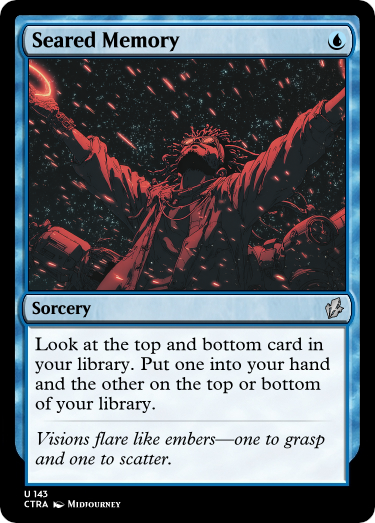 Seared Memory
Sorcery
Look at the top and bottom card in
your library. Put one into your hand
and the other on the top or bottom
of your library.
Visions flare like embers—one to grasp
and one to scatter.
U 143
CTRA Midjourney